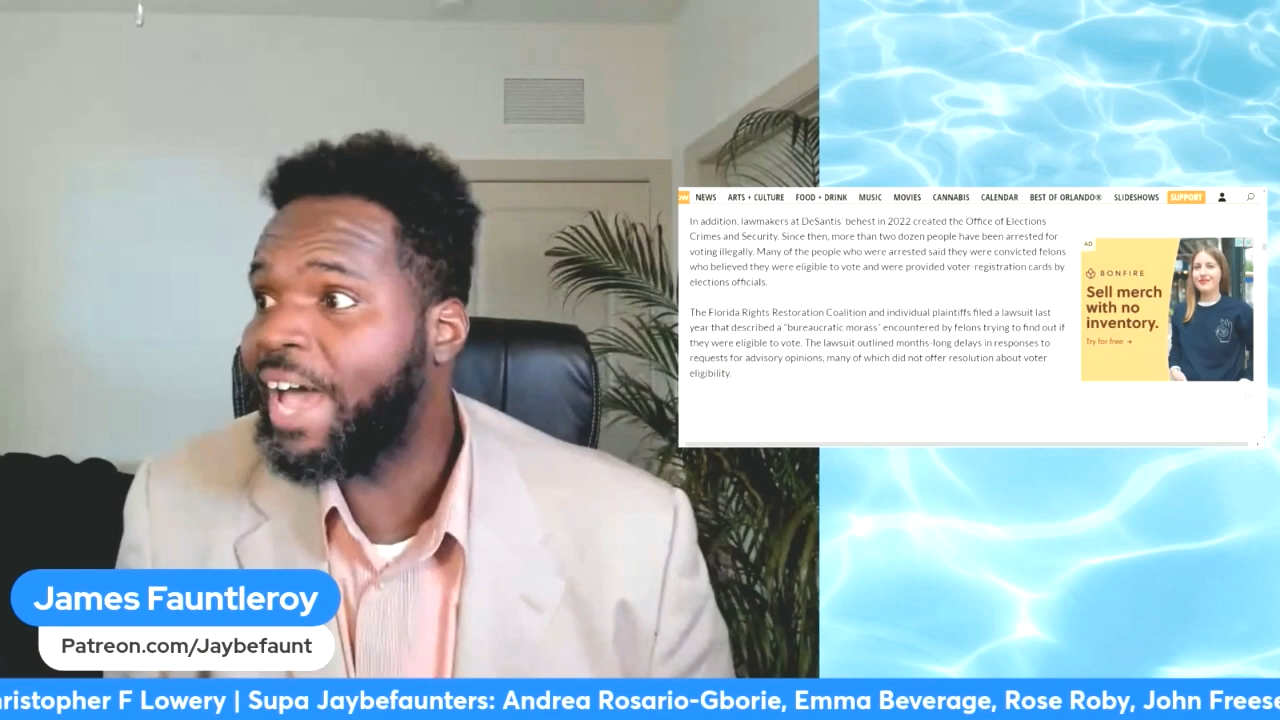 OW NEWS ARTS + CULTURE FOOD + DRINK MUSIC MOVIES CANNABIS CALENDAR BEST OF ORLANDO® SLIDESHOWS SUPPORT
In addition, lawmakers at DeSantis' behest in 2022 created the Office of Elections
Crimes and Security. Since then, more than two dozen people have been arrested for
voting illegally. Many of the people who were arrested said they were convicted felons
who believed they were eligible to vote and were provided voter-registration cards by
elections officials.
The Florida Rights Restoration Coalition and individual plaintiffs filed a lawsuit last
year that described a "bureaucratic morass" encountered by felons trying to find out if
they were eligible to vote. The lawsuit outlined months-long delays in responses to
requests for advisory opinions, many of which did not offer resolution about voter
eligibility.
AD
BONFIRE
Sell merch
with no
inventory.
Try for free →
James Fauntleroy
Patreon.com/Jaybefaunt
hristopher F Lowery | Supa Jaybefaunters: Andrea Rosario-Gborie, Emma Beverage, Rose Roby, John Freese